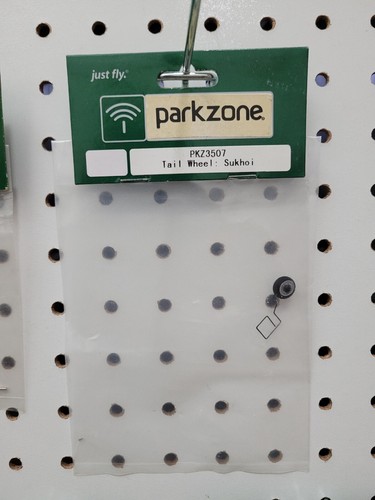 just fly.
parkzone.
PKZ3507
Tail Wheel: Sukhoi